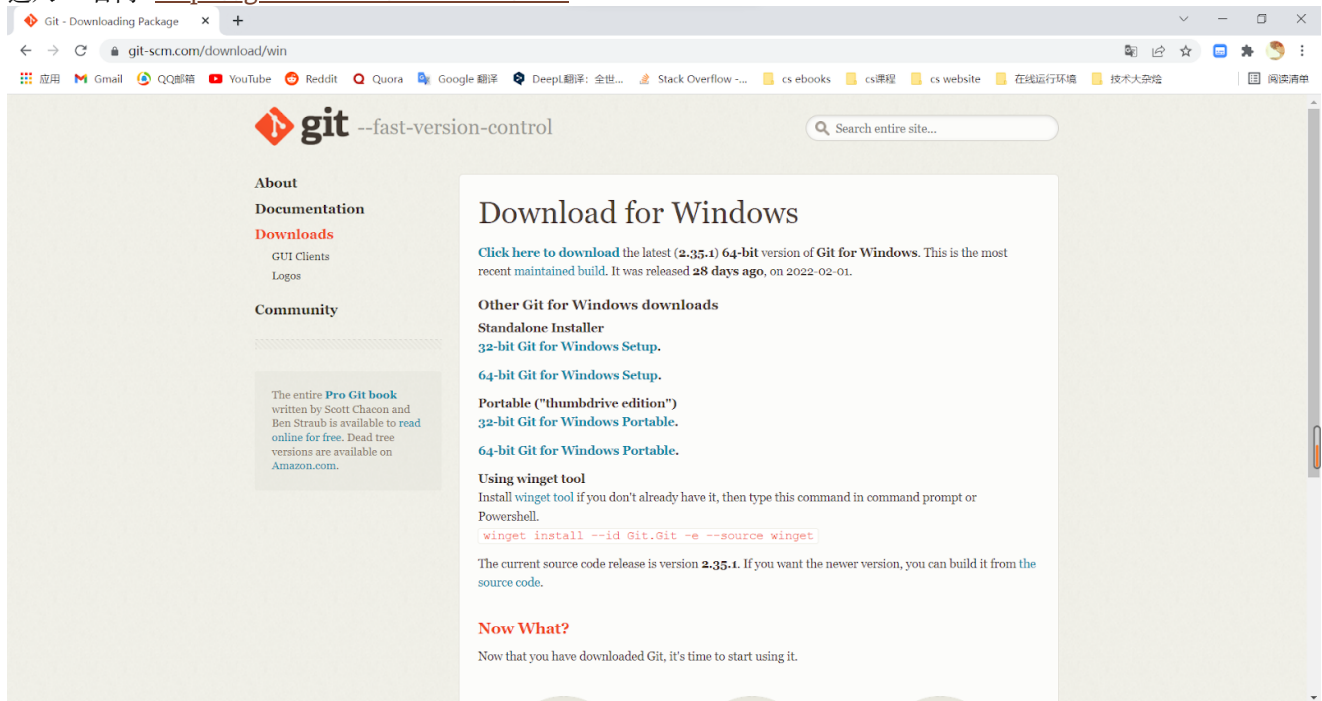 Git - Downloading Package
git-scm.com/download/win
应用 Gmail QQ邮箱 YouTube Reddit Quora Google 翻译 DeepL翻译：全世... Stack Overflow -... cs ebooks cs课程 cs website 在线运行环境 技术大杂烩 阅读清单
git --fast-version-control
Search entire site...
About
Documentation
Downloads
GUI Clients
Logos
Community
The entire Pro Git book
written by Scott Chacon and
Ben Straub is available to read
online for free. Dead tree
versions are available on
Amazon.com.
Download for Windows
Click here to download the latest (2.35.1) 64-bit version of Git for Windows. This is the most
recent maintained build. It was released 28 days ago, on 2022-02-01.
Other Git for Windows downloads
Standalone Installer
32-bit Git for Windows Setup.
64-bit Git for Windows Setup.
Portable ("thumbdrive edition")
32-bit Git for Windows Portable.
64-bit Git for Windows Portable.
Using winget tool
Install winget tool if you don't already have it, then type this command in command prompt or
Powershell.
winget install --id Git.Git -e --source winget
The current source code release is version 2.35.1. If you want the newer version, you can build it from the
source code.
Now What?
Now that you have downloaded Git, it's time to start using it.